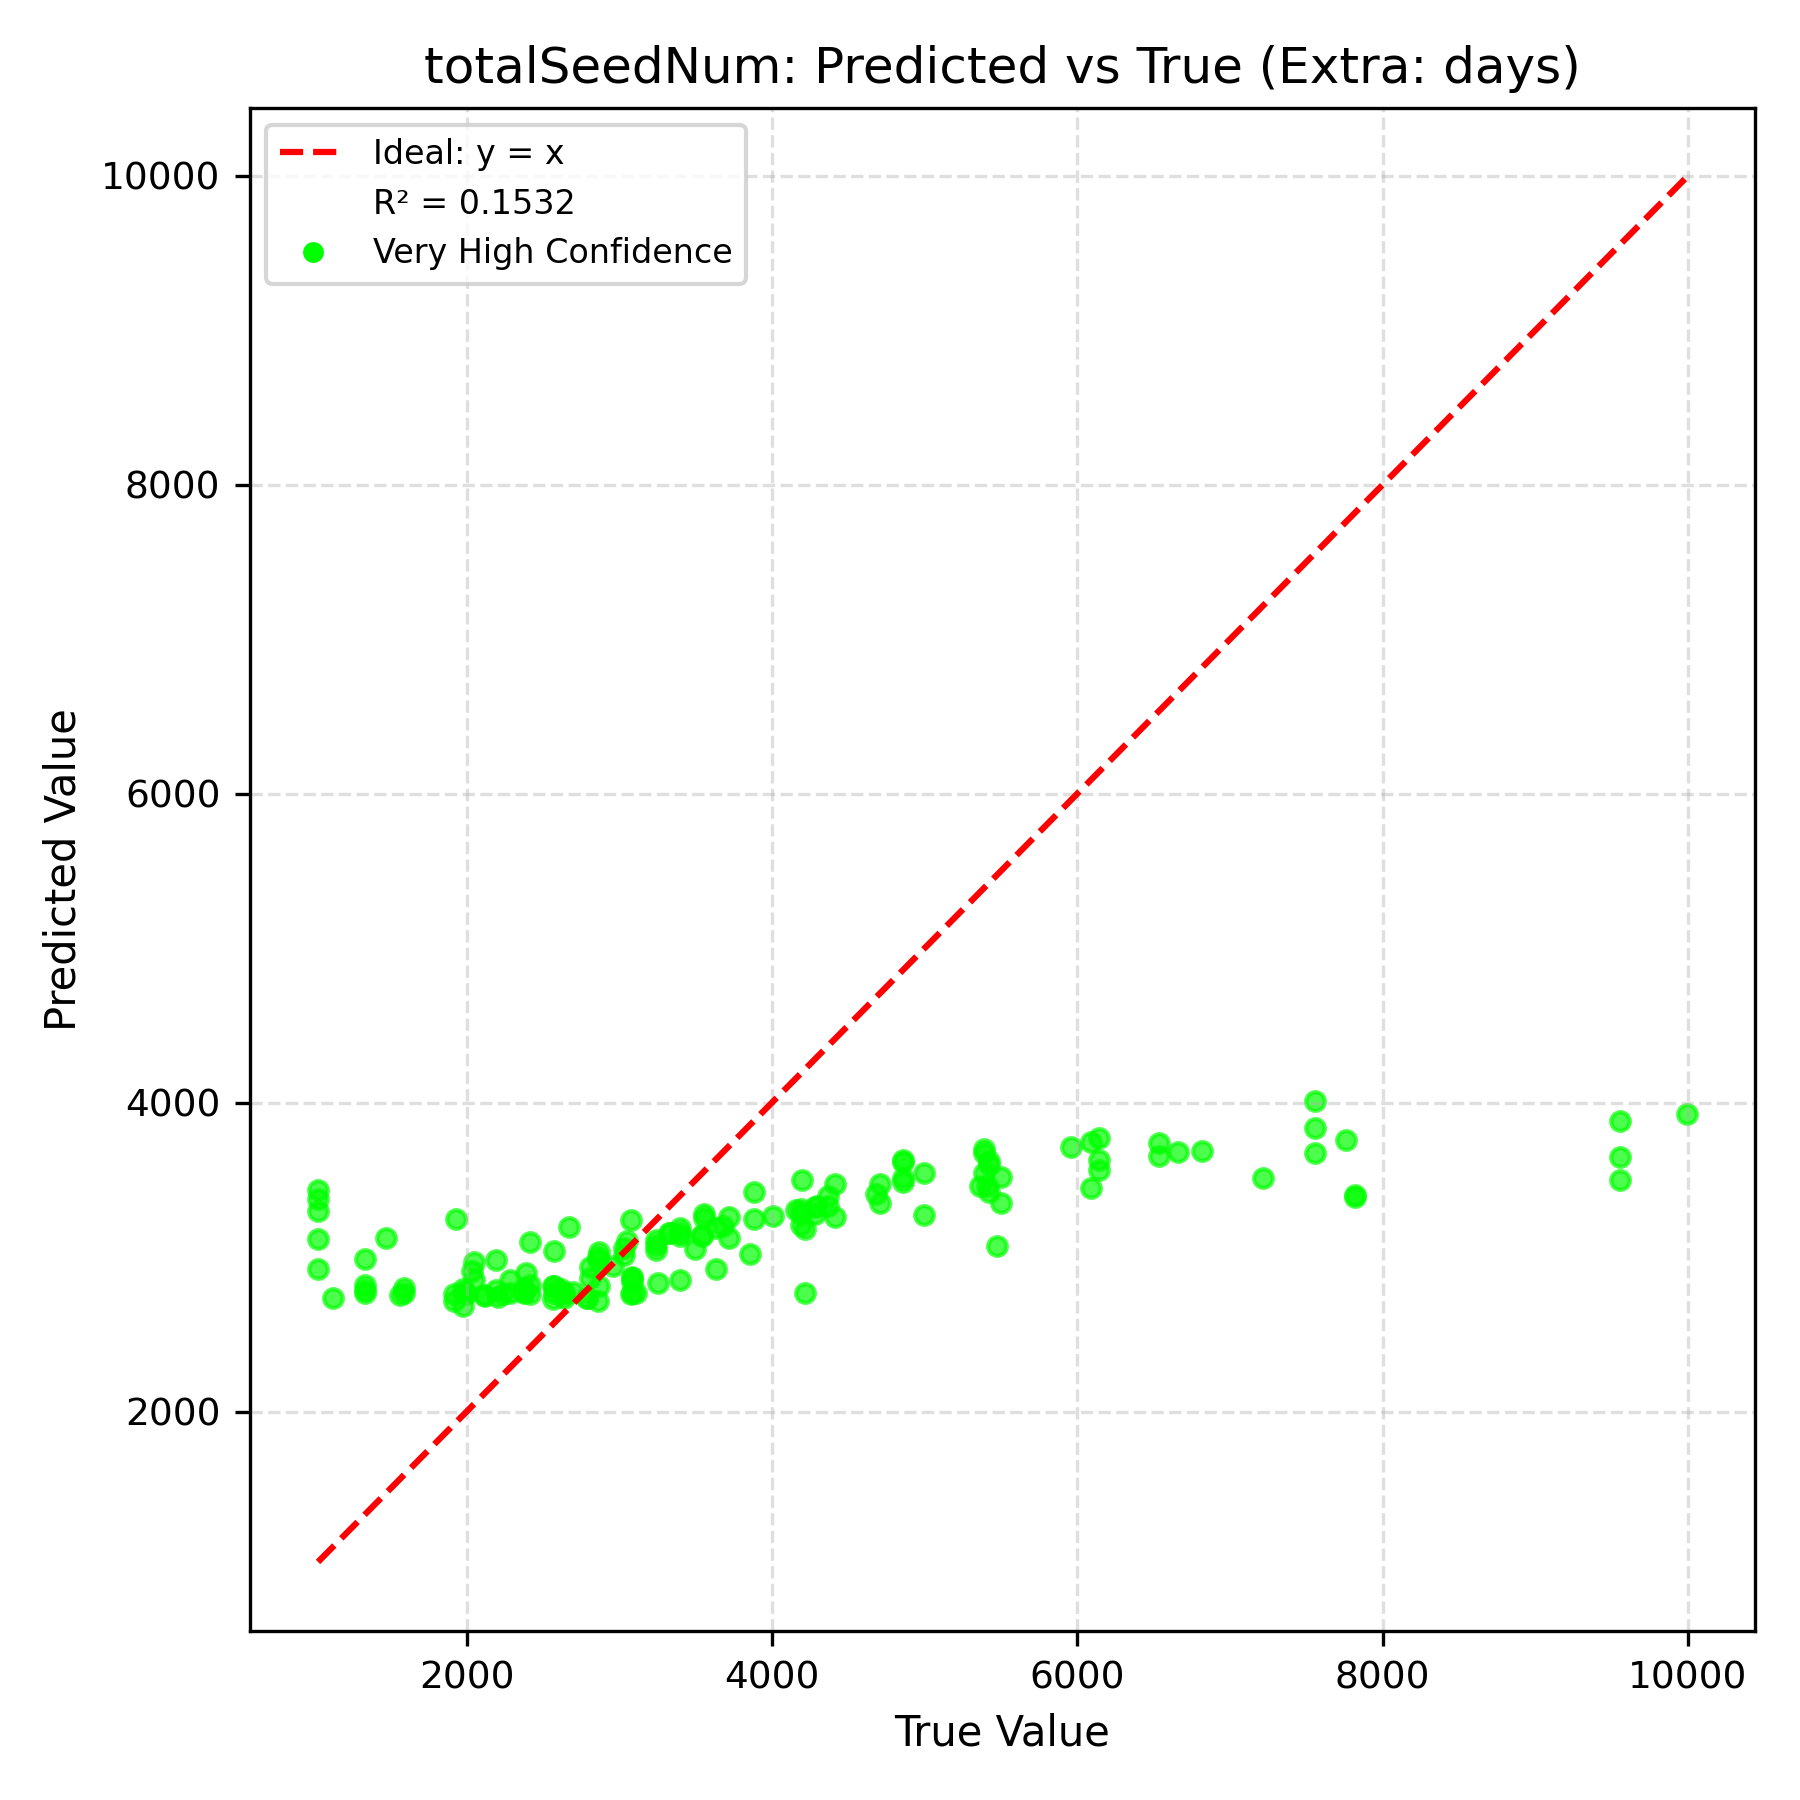 totalSeedNum: Predicted vs True (Extra: days)
Ideal: y = x
R² = 0.1532
Very High Confidence
10000
8000
6000
4000
2000
Predicted Value
2000
4000
6000
8000
10000
True Value